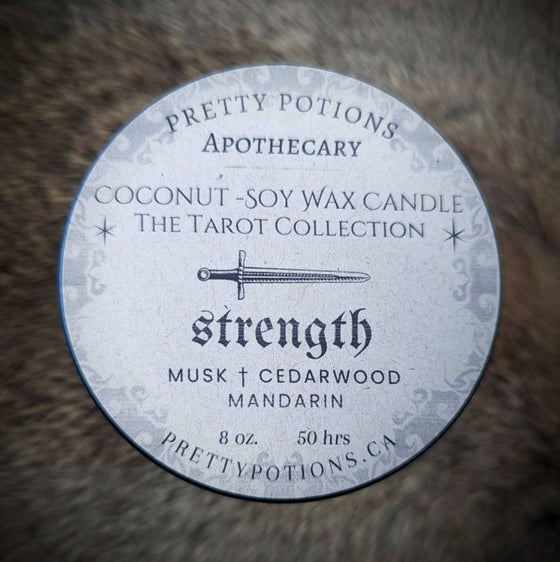 PRETTY POTIONS
APOTHECARY
COCONUT-SOY WAX CANDLE
THE TAROT COLLECTION
strength
MUSK † CEDARWOOD
MANDARIN
8 oz. 50 hrs
PRETTYPOTIONS.CA